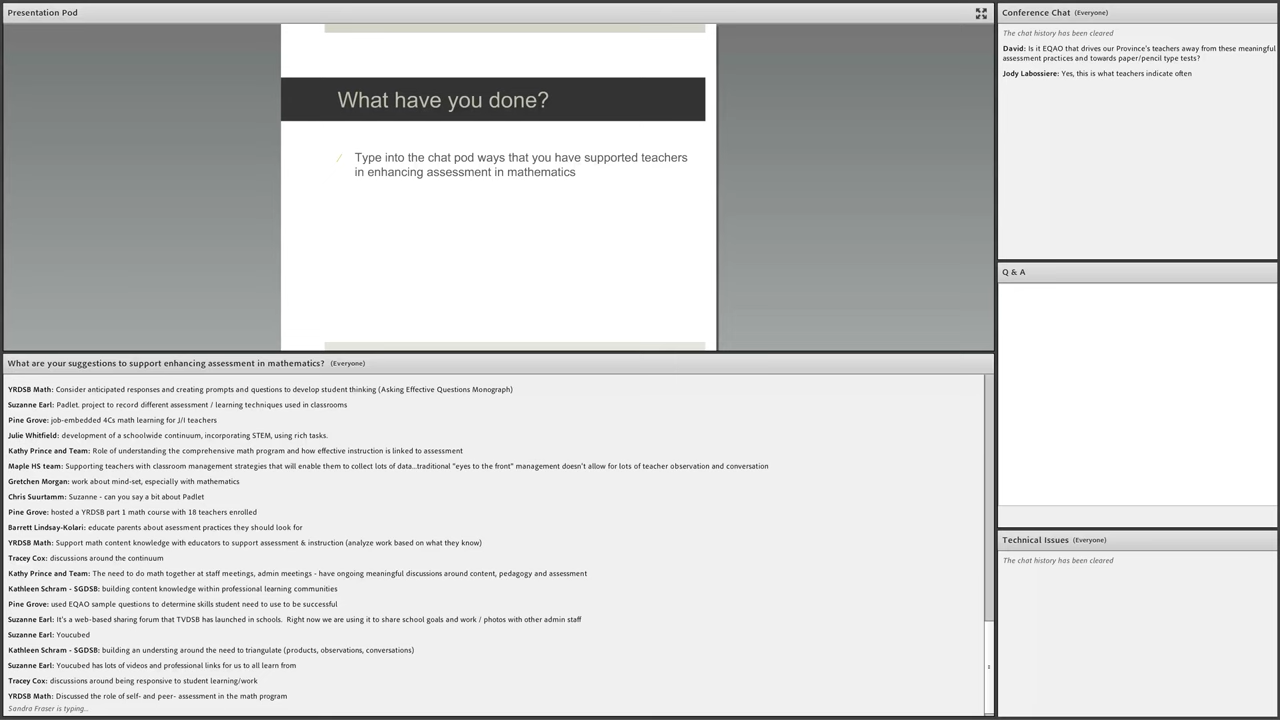 Presentation Pod
What have you done?
Type into the chat pod ways that you have supported teachers
in enhancing assessment in mathematics
What are your suggestions to support enhancing assessment in mathematics? (Everyone)
YRDSB Math: Consider anticipated responses and creating prompts and questions to develop student thinking (Asking Effective Questions Monograph)
Suzanne Earl: Padlet. project to record different assessment / learning techniques used in classrooms
Pine Grove: job-embedded 4Cs math learning for J/I teachers
Julie Whitfield: development of a schoolwide continuum, incorporating STEM, using rich tasks.
Kathy Prince and Team: Role of understanding the comprehensive math program and how effective instruction is linked to assessment
Maple HS team: Supporting teachers with classroom management strategies that will enable them to collect lots of data...traditional "eyes to the front" management doesn't allow for lots of teacher observation and conversation
Gretchen Morgan: work about mind-set, especially with mathematics
Chris Suurtamm: Suzanne - can you say a bit about Padlet
Pine Grove: hosted a YRDSB part 1 math course with 18 teachers enrolled
Barrett Lindsay-Kolari: educate parents about asessment practices they should look for
YRDSB Math: Support math content knowledge with educators to support assessment & instruction (analyze work based on what they know)
Tracey Cox: discussions around the continuum
Kathy Prince and Team: The need to do math together at staff meetings, admin meetings - have ongoing meaningful discussions around content, pedagogy and assessment
Kathleen Schram - SGDSB: building content knowledge within professional learning communities
Pine Grove: used EQAO sample questions to determine skills student need to use to be successful
Suzanne Earl: It's a web-based sharing forum that TVDSB has launched in schools. Right now we are using it to share school goals and work / photos with other admin staff
Suzanne Earl: Youcubed
Kathleen Schram - SGDSB: building an understing around the need to triangulate (products, observations, conversations)
Suzanne Earl: Youcubed has lots of videos and professional links for us to all learn from
Tracey Cox: discussions around being responsive to student learning/work
YRDSB Math: Discussed the role of self- and peer- assessment in the math program
Sandra Fraser is typing...
Conference Chat (Everyone)
The chat history has been cleared
David: Is it EQAO that drives our Province's teachers away from these meaningful
assessment practices and towards paper/pencil type tests?
Jody Labossiere: Yes, this is what teachers indicate often
Q & A
Technical Issues (Everyone)
The chat history has been cleared